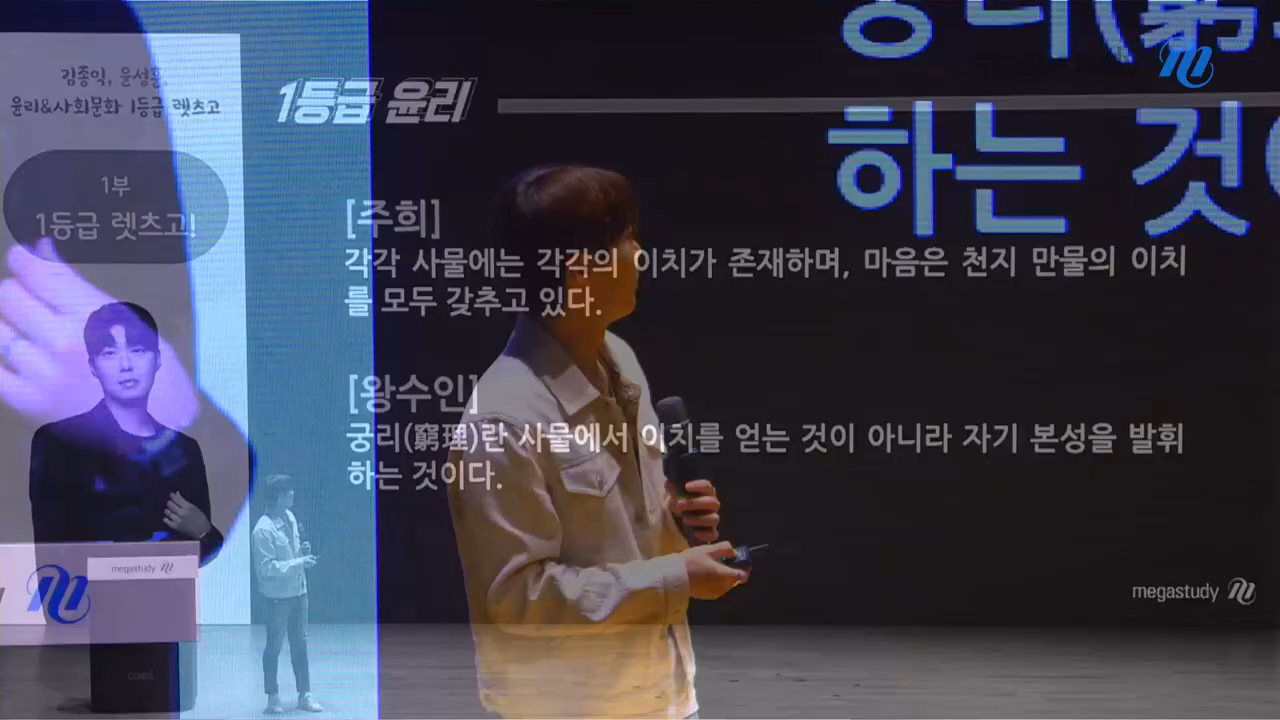 김종익, 윤성훈,
윤리&사회문화 1등급 렛츠고
1부
1등급 렛츠고!
1등급 윤리
[주희]
각각 사물에는 각각의 이치가 존재하며, 마음은 천지 만물의 이치
를 모두 갖추고 있다.
[왕수인]
궁리(窮理)란 사물에서 이치를 얻는 것이 아니라 자기 본성을 발휘
하는 것이다.
궁리(窮
하는 것
megastudy
megastudy